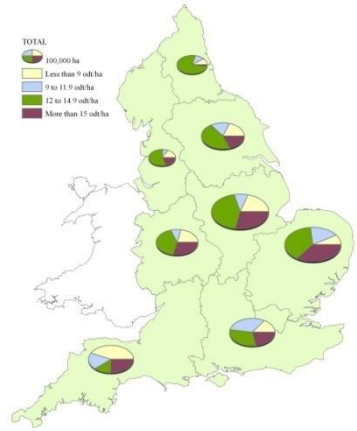 TOTAL
100,000 ha
Less than 9 odt/ha
9 to 11.9 odt/ha
12 to 14.9 odt/ha
More than 15 odt/ha